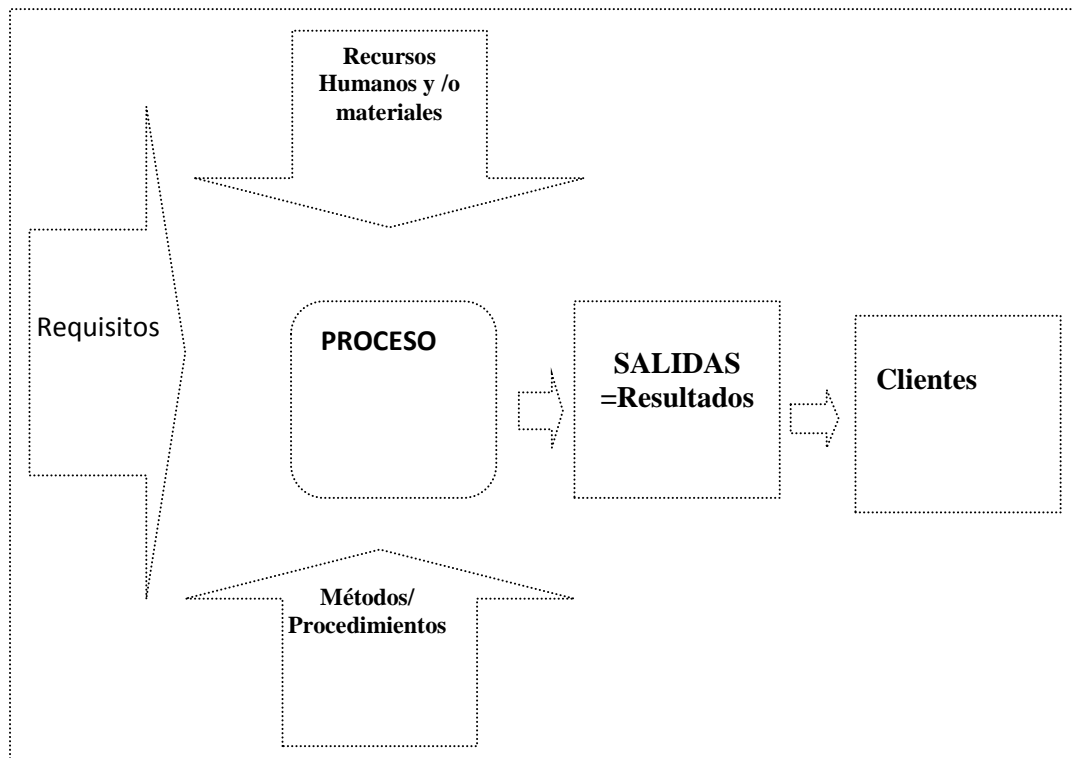 Recursos
Humanos y /o
materiales
Requisitos
PROCESO
SALIDAS
=Resultados
Clientes
Métodos/
Procedimientos